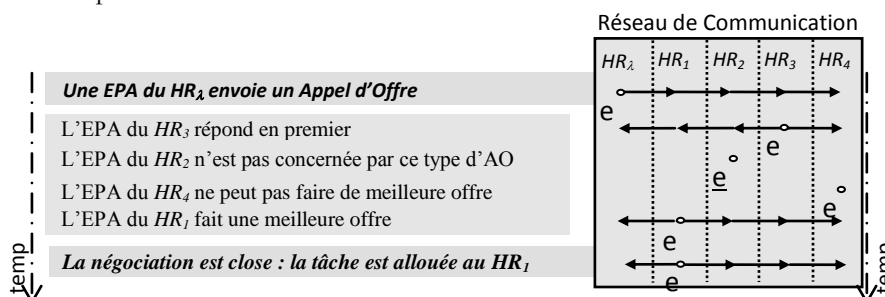 Réseau de Communication
HRλ HR1 HR2 HR3 HR4
Une EPA du HRλ envoie un Appel d’Offre
e
L’EPA du HR3 répond en premier
e
L’EPA du HR2 n’est pas concernée par ce type d’AO
e
L’EPA du HR4 ne peut pas faire de meilleure offre
e
L’EPA du HR1 fait une meilleure offre
e
La négociation est close : la tâche est allouée au HR1
e
temp
temp